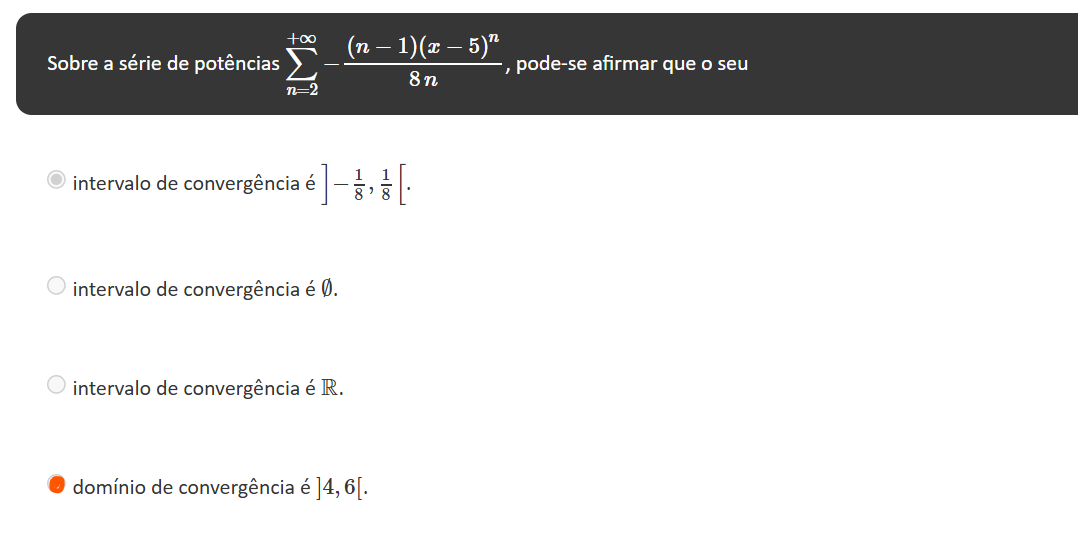 Sobre a série de potências $\sum_{n=2}^{+\infty} -\frac{(n-1)(x-5)^n}{8\,n}$, pode-se afirmar que o seu
intervalo de convergência é $\left]-\frac{1}{8}, \frac{1}{8}\right[$.
intervalo de convergência é $\emptyset$.
intervalo de convergência é $\mathbb{R}$.
domínio de convergência é $]4, 6[$.